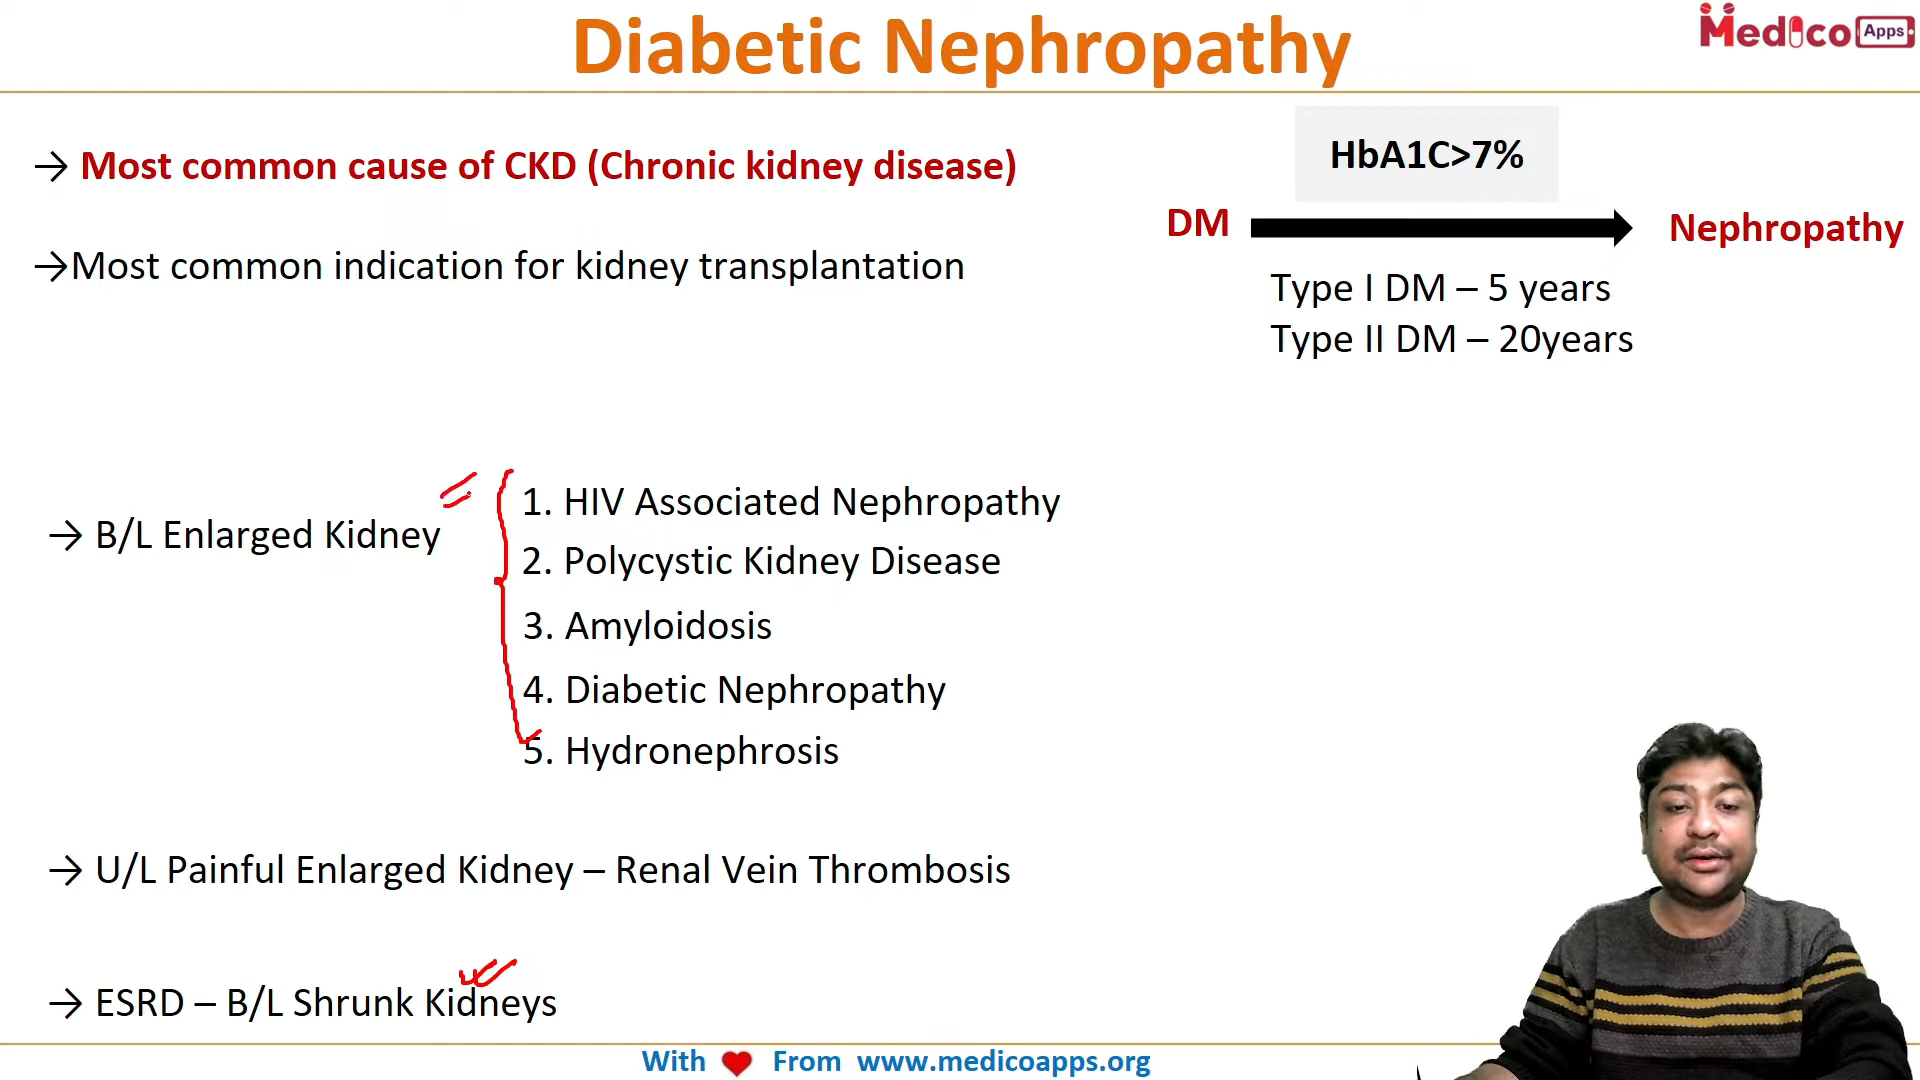 Diabetic Nephropathy
Medico Apps
→ Most common cause of CKD (Chronic kidney disease)
→Most common indication for kidney transplantation
HbA1C>7%
DM
Nephropathy
Type I DM – 5 years
Type II DM – 20years
→ B/L Enlarged Kidney
1. HIV Associated Nephropathy
2. Polycystic Kidney Disease
3. Amyloidosis
4. Diabetic Nephropathy
5. Hydronephrosis
→ U/L Painful Enlarged Kidney – Renal Vein Thrombosis
→ ESRD – B/L Shrunk Kidneys
With ❤ From www.medicoapps.org